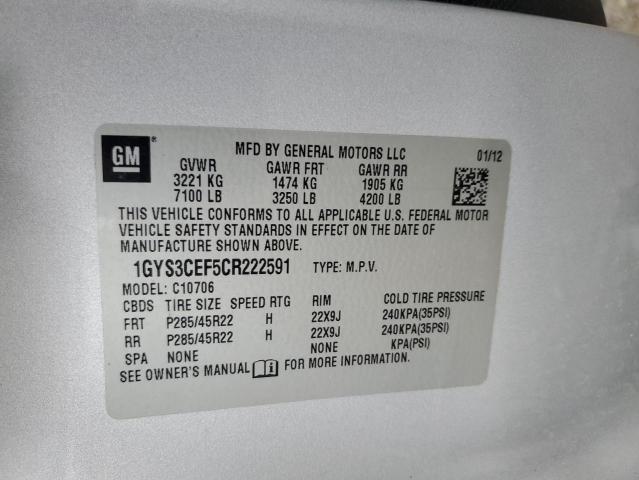 GM®
MFD BY GENERAL MOTORS LLC 01/12
GVWR GAWR FRT GAWR RR
3221 KG 1474 KG 1905 KG
7100 LB 3250 LB 4200 LB
THIS VEHICLE CONFORMS TO ALL APPLICABLE U.S. FEDERAL MOTOR
VEHICLE SAFETY STANDARDS IN EFFECT ON THE DATE OF
MANUFACTURE SHOWN ABOVE.
1GYS3CEF5CR222591 TYPE: M.P.V.
MODEL: C10706
CBDS TIRE SIZE SPEED RTG RIM COLD TIRE PRESSURE
FRT P285/45R22 H 22X9J 240KPA(35PSI)
RR P285/45R22 H 22X9J 240KPA(35PSI)
SPA NONE NONE KPA(PSI)
SEE OWNER'S MANUAL i FOR MORE INFORMATION.